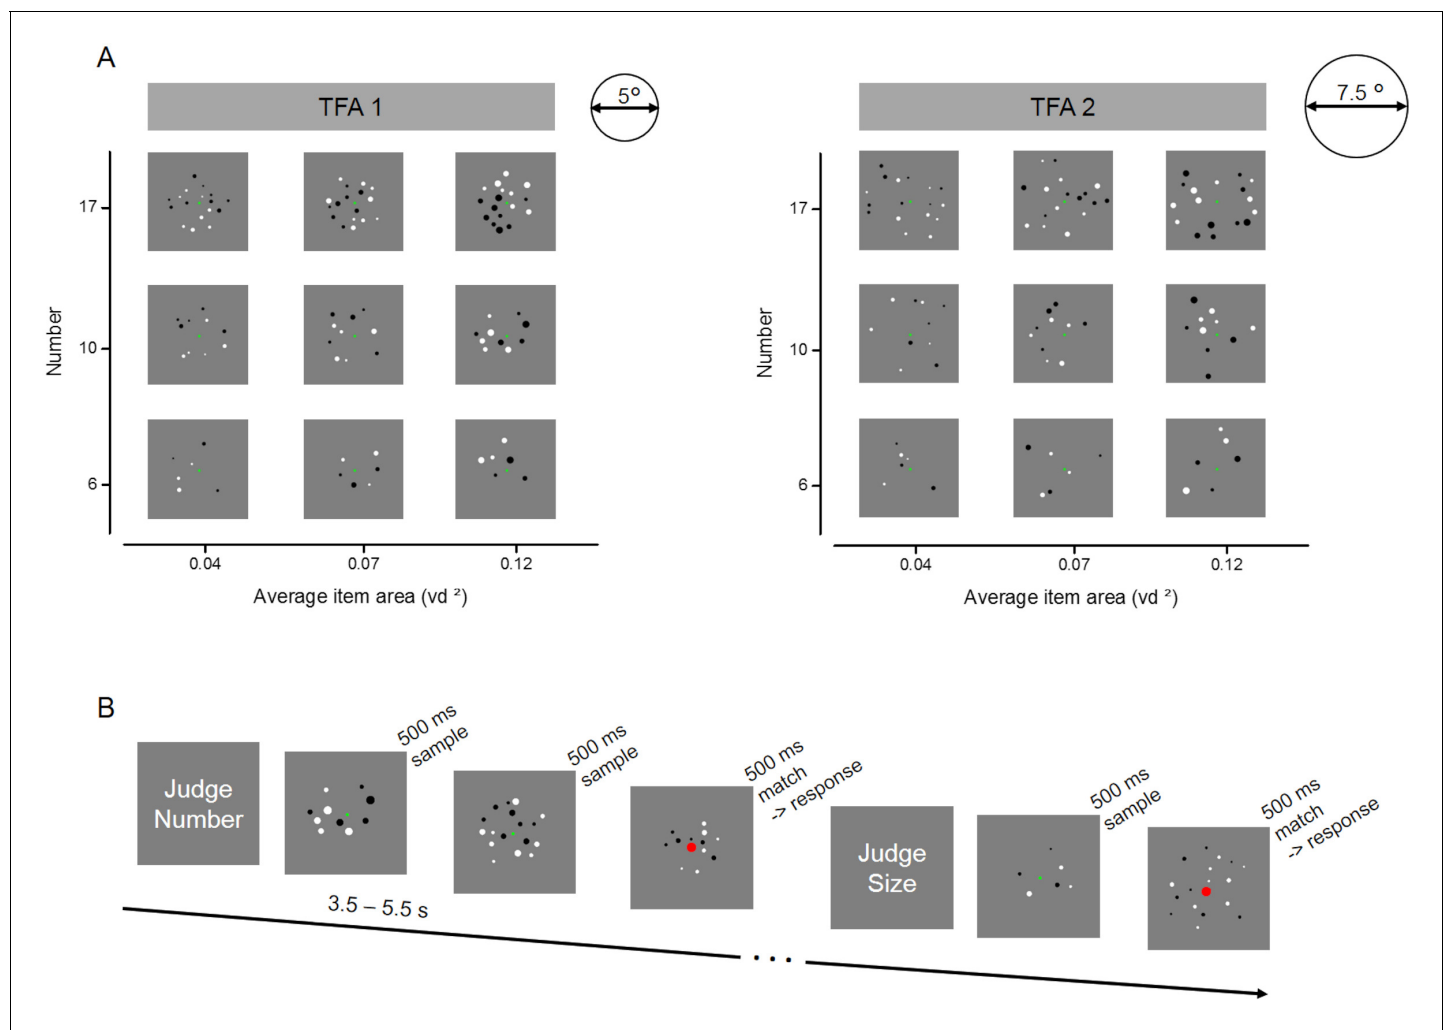 A
TFA 1
5°
TFA 2
7.5 °
Number
17
10
6
0.04
0.07
0.12
Average item area (vd ²)
Number
17
10
6
0.04
0.07
0.12
Average item area (vd ²)
B
Judge
Number
500 ms
sample
500 ms
sample
500 ms
match
-> response
Judge
Size
500 ms
sample
500 ms
match
-> response
3.5 – 5.5 s
. . .